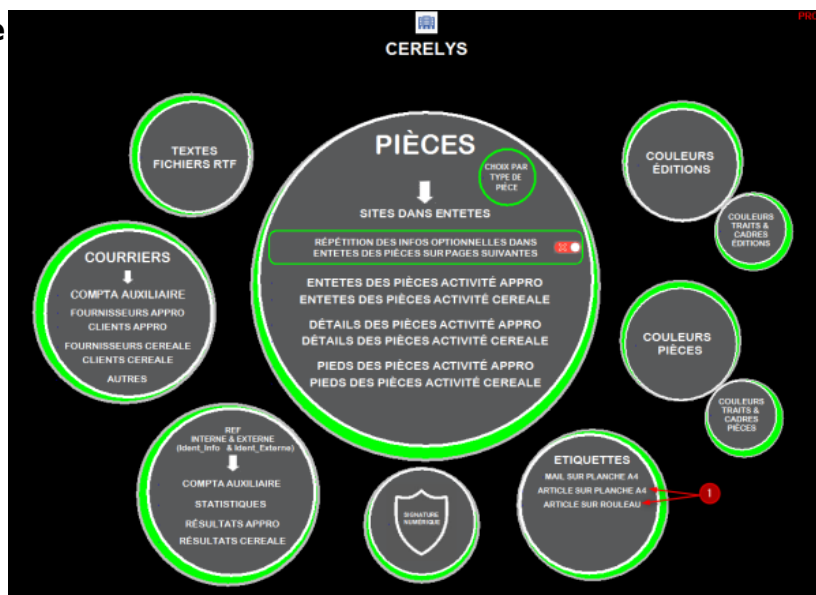 e
PRO
CERELYS
TEXTES
FICHIERS RTF
PIÈCES
CHOIX PAR
TYPE DE
PIÈCE
SITES DANS ENTETES
RÉPÉTITION DES INFOS OPTIONNELLES DANS
ENTETES DES PIÈCES SUR PAGES SUIVANTES
ENTETES DES PIÈCES ACTIVITÉ APPRO
ENTETES DES PIÈCES ACTIVITÉ CEREALE
DÉTAILS DES PIÈCES ACTIVITÉ APPRO
DÉTAILS DES PIÈCES ACTIVITÉ CEREALE
PIEDS DES PIÈCES ACTIVITÉ APPRO
PIEDS DES PIÈCES ACTIVITÉ CEREALE
COULEURS
ÉDITIONS
COULEURS
TRAITS &
CADRES
ÉDITIONS
COURRIERS
COMPTA AUXILIAIRE
FOURNISSEURS APPRO
CLIENTS APPRO
FOURNISSEURS CEREALE
CLIENTS CEREALE
AUTRES
COULEURS
PIÈCES
COULEURS
TRAITS &
CADRES
PIÈCES
REF
INTERNE & EXTERNE
(Ident_Info & Ident_Externe)
COMPTA AUXILIAIRE
STATISTIQUES
RÉSULTATS APPRO
RÉSULTATS CEREALE
SIGNATURE
NUMÉRIQUE
ETIQUETTES
MAIL SUR PLANCHE A4
ARTICLE SUR PLANCHE A4
ARTICLE SUR ROULEAU
1